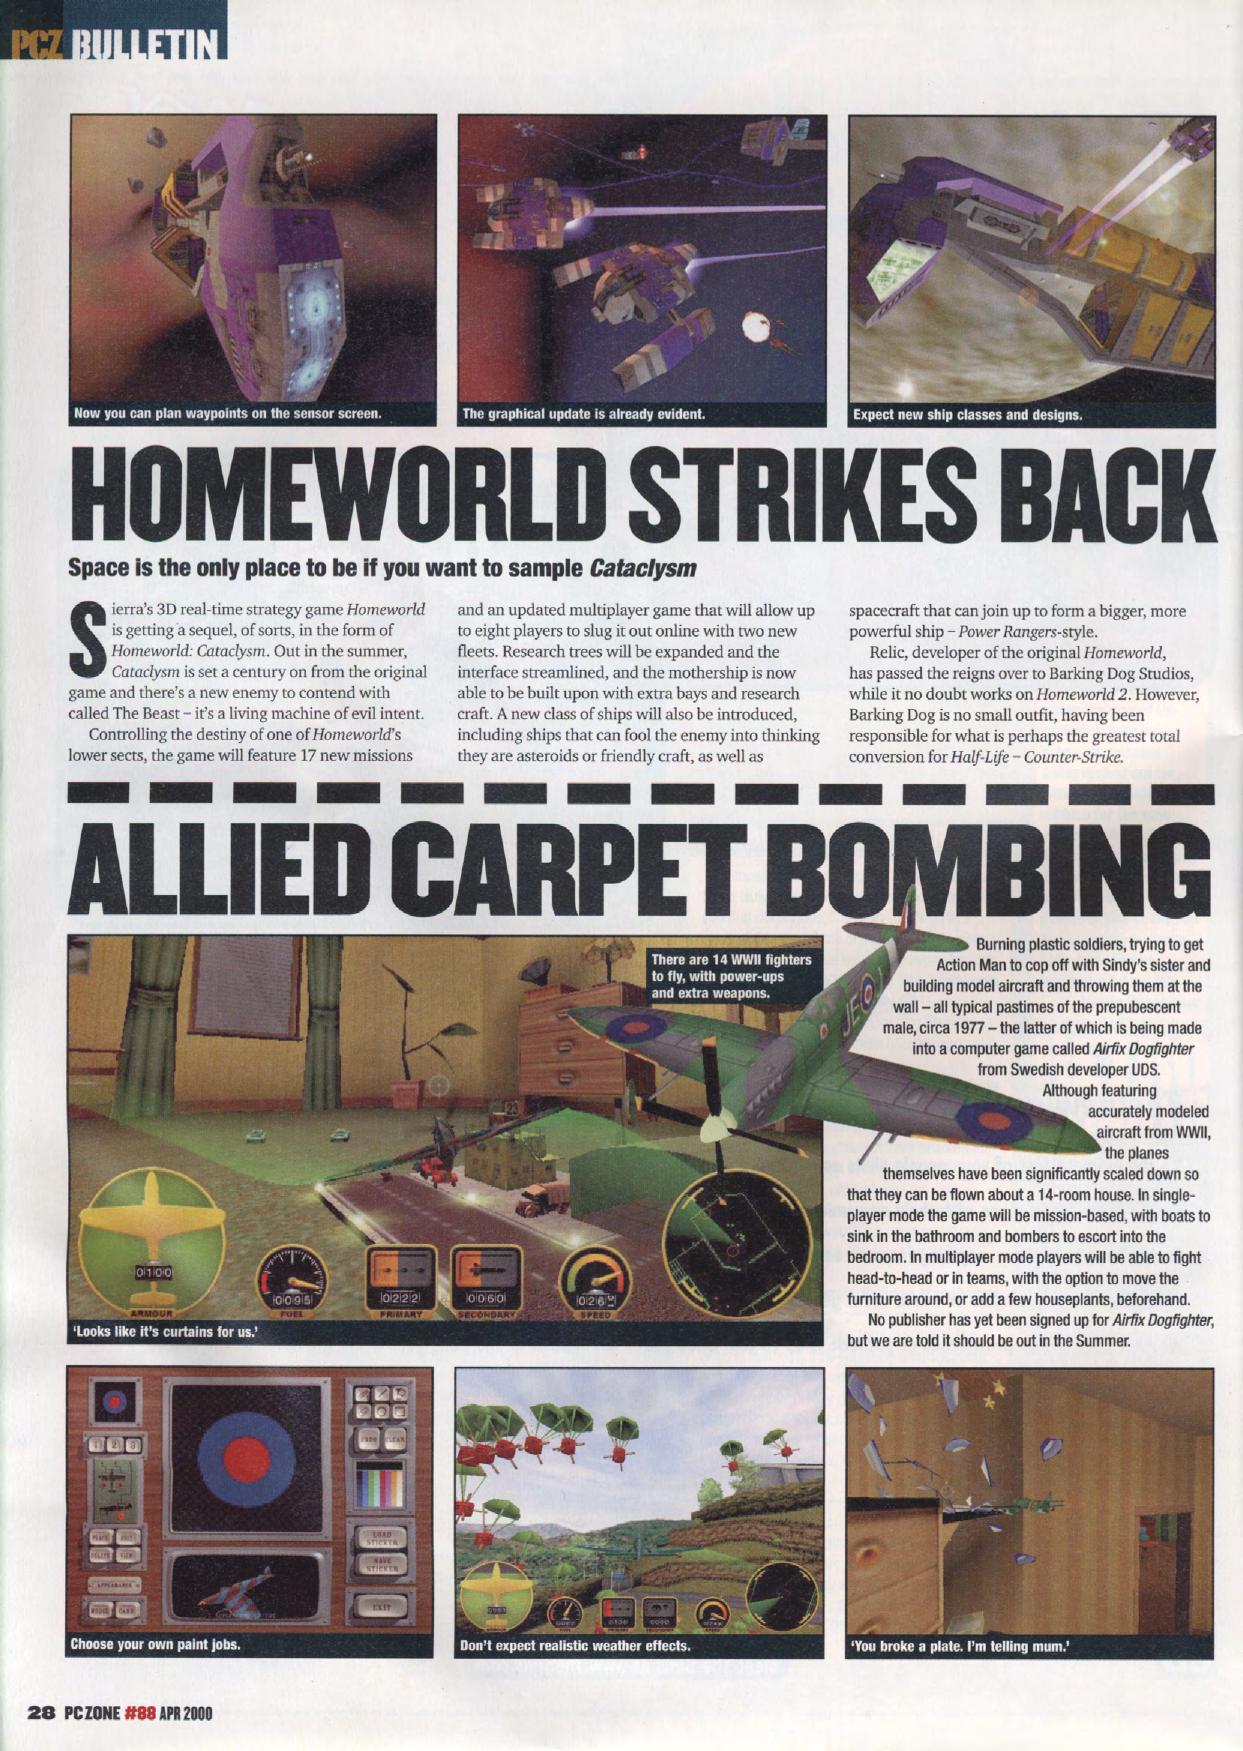 PCZ BULLETIN
Now you can plan waypoints on the sensor screen.
The graphical update is already evident.
Expect new ship classes and designs.
HOMEWORLD STRIKES BACK
Space is the only place to be if you want to sample Cataclysm
Sierra's 3D real-time strategy game Homeworld
is getting a sequel, of sorts, in the form of
Homeworld: Cataclysm. Out in the summer,
Cataclysm is set a century on from the original
game and there's a new enemy to contend with
called The Beast – it's a living machine of evil intent.
Controlling the destiny of one of Homeworld's
lower sects, the game will feature 17 new missions
and an updated multiplayer game that will allow up
to eight players to slug it out online with two new
fleets. Research trees will be expanded and the
interface streamlined, and the mothership is now
able to be built upon with extra bays and research
craft. A new class of ships will also be introduced,
including ships that can fool the enemy into thinking
they are asteroids or friendly craft, as well as
spacecraft that can join up to form a bigger, more
powerful ship – Power Rangers-style.
Relic, developer of the original Homeworld,
has passed the reigns over to Barking Dog Studios,
while it no doubt works on Homeworld 2. However,
Barking Dog is no small outfit, having been
responsible for what is perhaps the greatest total
conversion for Half-Life – Counter-Strike.
ALLIED CARPET BOMBING
There are 14 WWII fighters
to fly, with power-ups
and extra weapons.
JE J
23
0100
ARMOUR
0095
FUEL
0222
PRIMARY
0060
SECONDARY
SPEED
'Looks like it's curtains for us.'
Burning plastic soldiers, trying to get
Action Man to cop off with Sindy's sister and
building model aircraft and throwing them at the
wall – all typical pastimes of the prepubescent
male, circa 1977 – the latter of which is being made
into a computer game called Airfix Dogfighter
from Swedish developer UDS.
Although featuring
accurately modeled
aircraft from WWII,
the planes
themselves have been significantly scaled down so
that they can be flown about a 14-room house. In single-
player mode the game will be mission-based, with boats to
sink in the bathroom and bombers to escort into the
bedroom. In multiplayer mode players will be able to fight
head-to-head or in teams, with the option to move the
furniture around, or add a few houseplants, beforehand.
No publisher has yet been signed up for Airfix Dogfighter,
but we are told it should be out in the Summer.
1 2 3
LOAD
STICKER
SAVE
STICKER
APPEARANCE
EXIT
Choose your own paint jobs.
Don't expect realistic weather effects.
'You broke a plate. I'm telling mum.'
28 PC ZONE #88 APR 2000